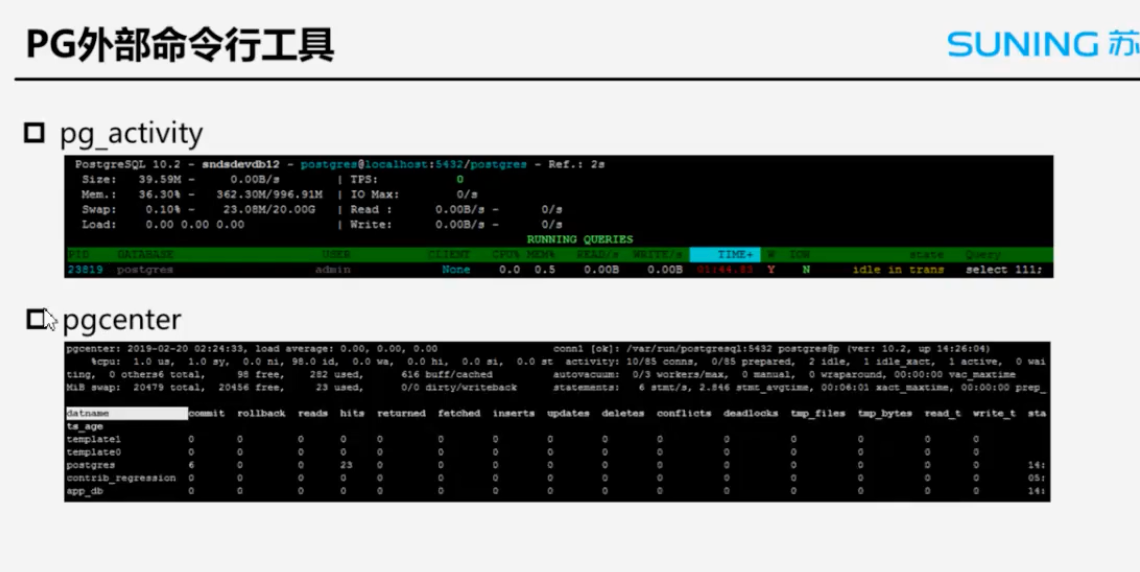 PG外部命令行工具
SUNING 苏
pg_activity
PostgreSQL 10.2 - sndsdevdb12 - postgres@localhost:5432/postgres - Ref.: 2s
Size: 39.59M - 0.00B/s | TPS: 0
Mem.: 36.30% - 362.30M/996.91M | IO Max: 0/s
Swap: 0.10% - 23.08M/20.00G | Read : 0.00B/s - 0/s
Load: 0.00 0.00 0.00 | Write: 0.00B/s - 0/s
RUNNING QUERIES
PID DATABASE USER CLIENT CPU% MEM% READ/s WRITE/s TIME+ W IOW state Query
23819 postgres admin None 0.0 0.5 0.00B 0.00B 01:44.83 Y N idle in trans select 111;
pgcenter
pgcenter: 2019-02-20 02:24:33, load average: 0.00, 0.00, 0.00 conn1 [ok]: /var/run/postgresql:5432 postgres@p (ver: 10.2, up 14:26:04)
%cpu: 1.0 us, 1.0 sy, 0.0 ni, 98.0 id, 0.0 wa, 0.0 hi, 0.0 si, 0.0 st activity: 10/85 conns, 0/85 prepared, 2 idle, 1 idle_xact, 1 active, 0 wai
ting, 0 others6 total, 98 free, 282 used, 616 buff/cached autovacuum: 0/3 workers/max, 0 manual, 0 wraparound, 00:00:00 vac_maxtime
MiB swap: 20479 total, 20456 free, 23 used, 0/0 dirty/writeback statements: 6 stmt/s, 2.846 stmt_avgtime, 00:06:01 xact_maxtime, 00:00:00 prep_
datname commit rollback reads hits returned fetched inserts updates deletes conflicts deadlocks tmp_files tmp_bytes read_t write_t sta
ts_age
template1 0 0 0 0 0 0 0 0 0 0 0 0 0 0 0
template0 0 0 0 0 0 0 0 0 0 0 0 0 0 0 0
postgres 6 0 0 23 0 0 0 0 0 0 0 0 0 0 0 14:
contrib_regression 0 0 0 0 0 0 0 0 0 0 0 0 0 0 0 05:
app_db 0 0 0 0 0 0 0 0 0 0 0 0 0 0 0 14: